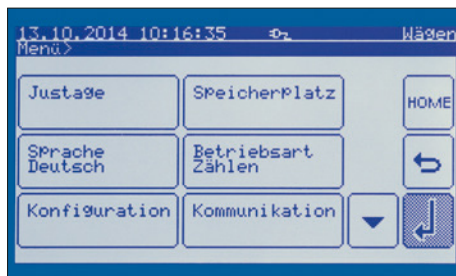 13.10.2014 10:16:35 Wägen
Menü>
Justage
Speicherplatz
HOME
Sprache
Deutsch
Betriebsart
Zählen
Konfiguration
Kommunikation